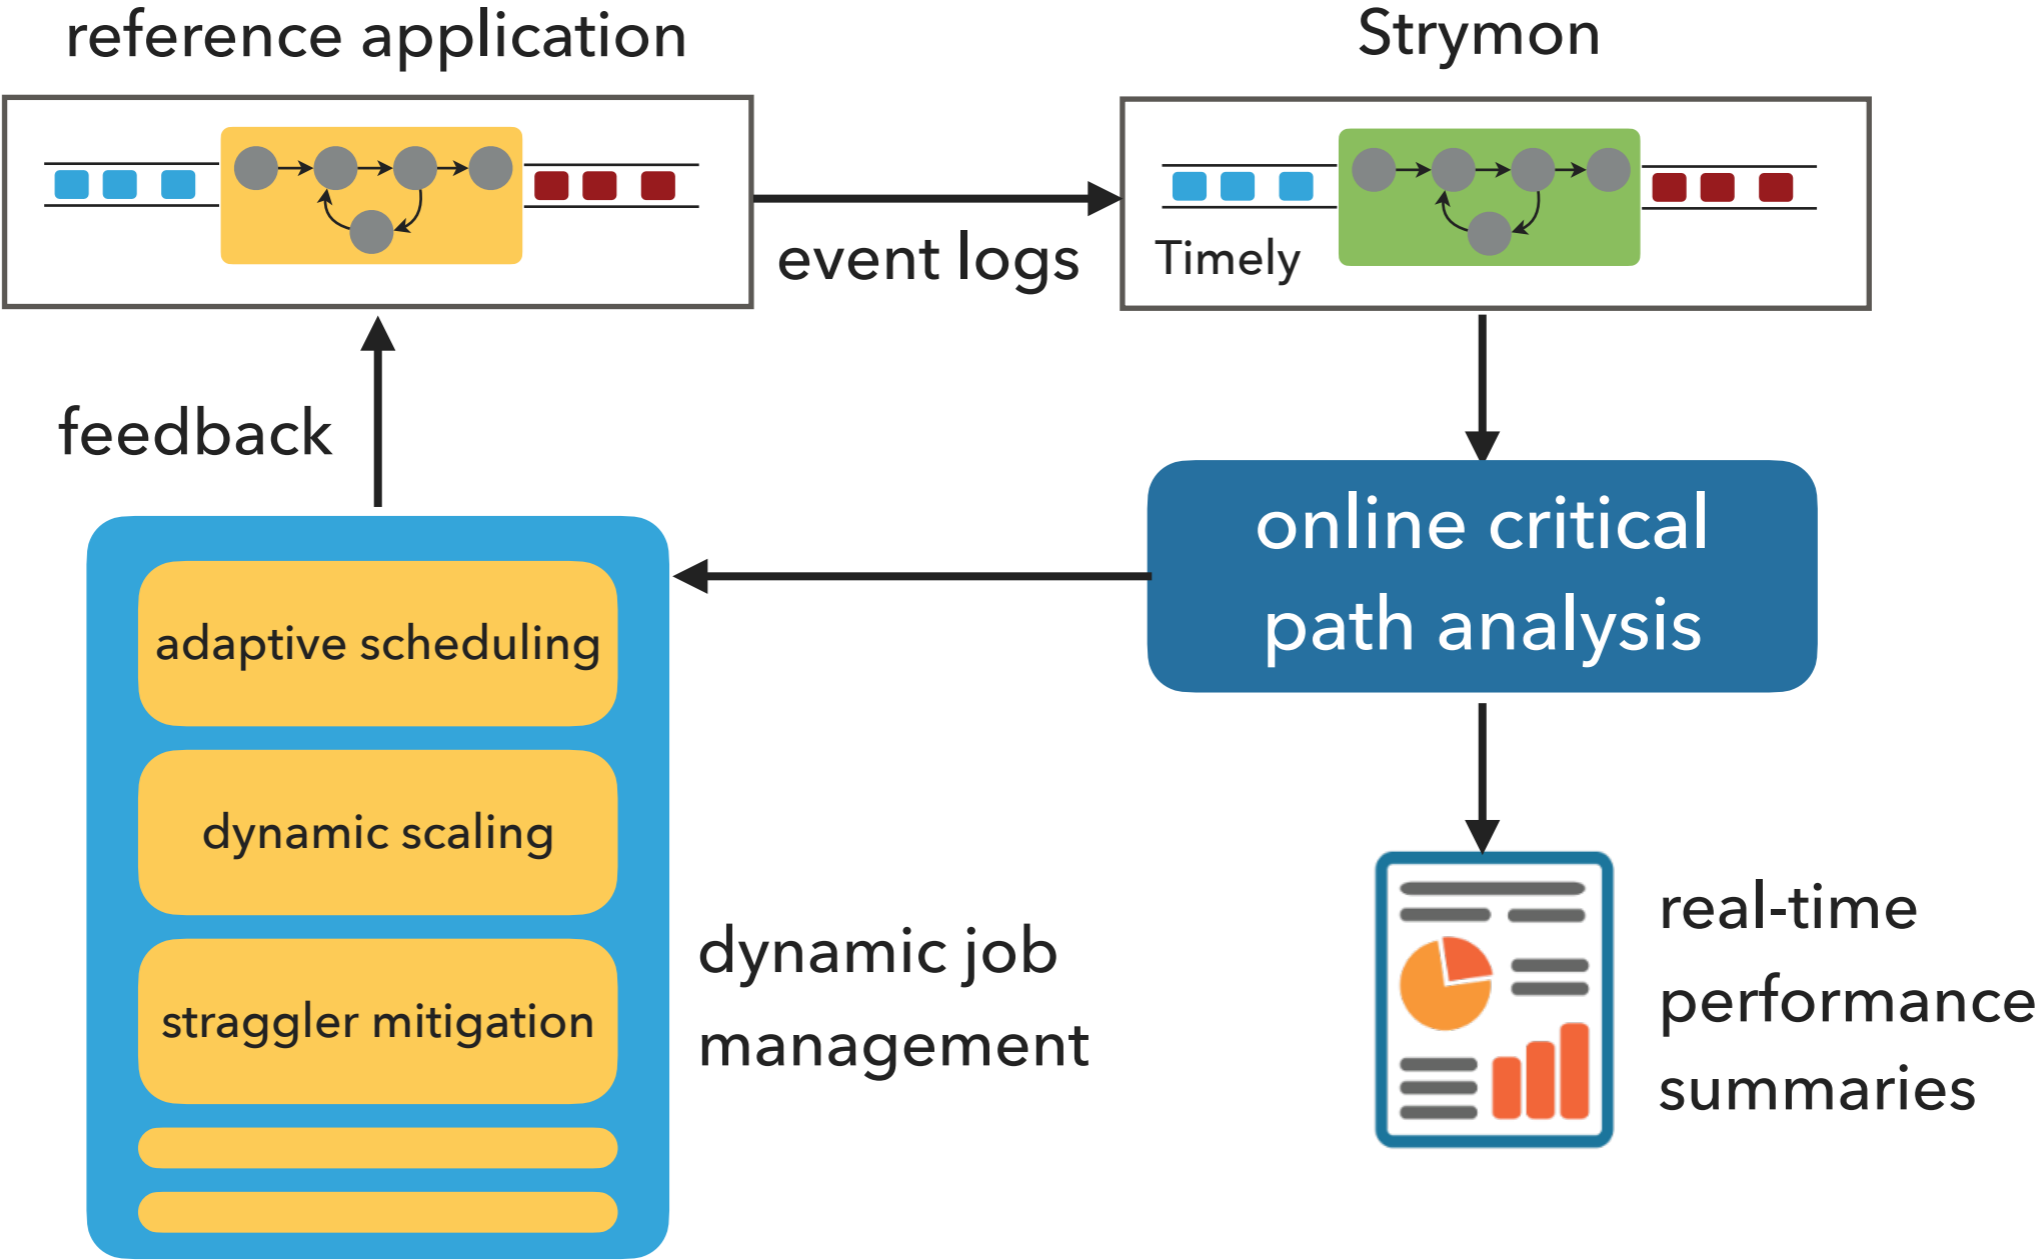 reference application
Strymon
event logs
Timely
feedback
online critical
path analysis
adaptive scheduling
dynamic scaling
straggler mitigation
dynamic job
management
real-time
performance
summaries